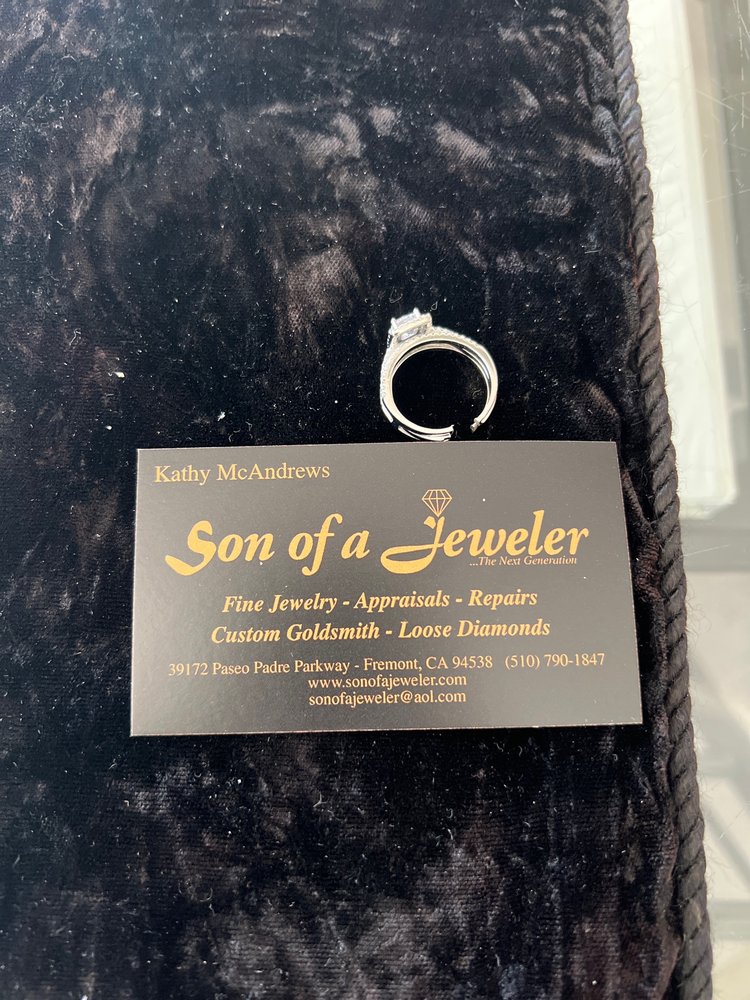 Kathy McAndrews
Son of a Jeweler
...The Next Generation
Fine Jewelry - Appraisals - Repairs
Custom Goldsmith - Loose Diamonds
39172 Paseo Padre Parkway - Fremont, CA 94538 (510) 790-1847
www.sonofajeweler.com
sonofajeweler@aol.com